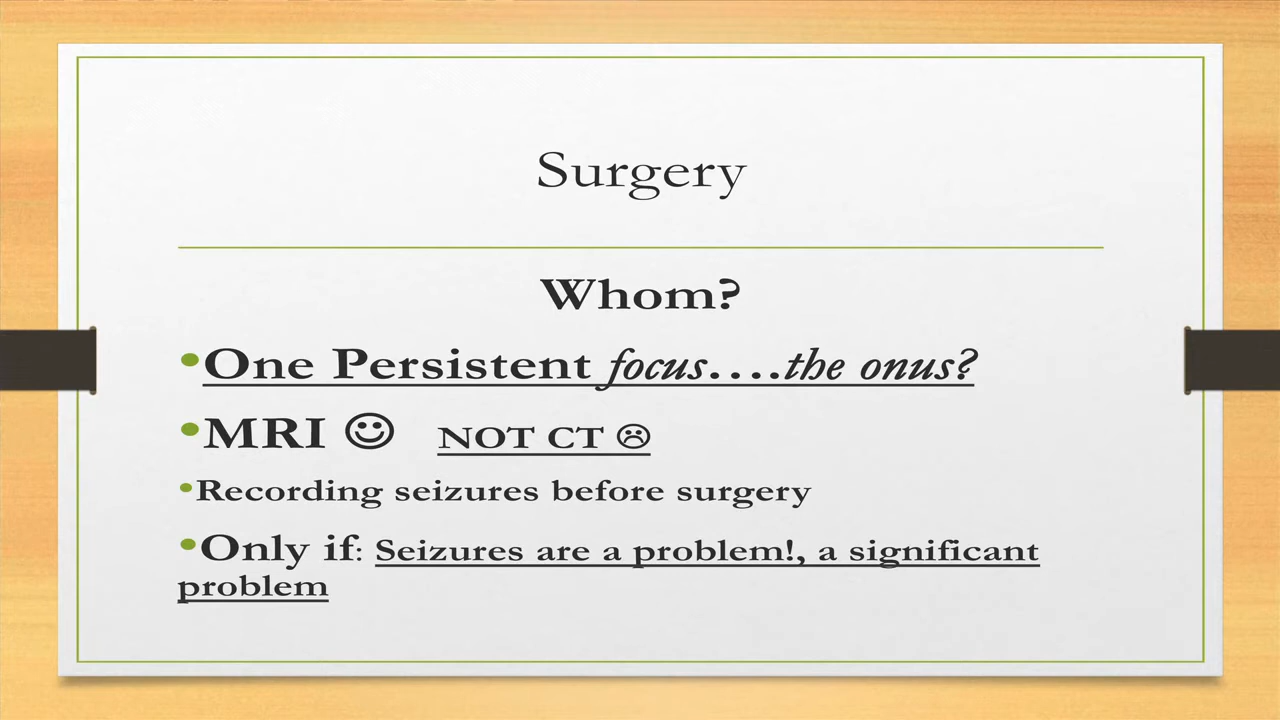 Surgery
Whom?
•One Persistent focus….the onus?
•MRI ☺ NOT CT ☹
•Recording seizures before surgery
•Only if: Seizures are a problem!, a significant
problem